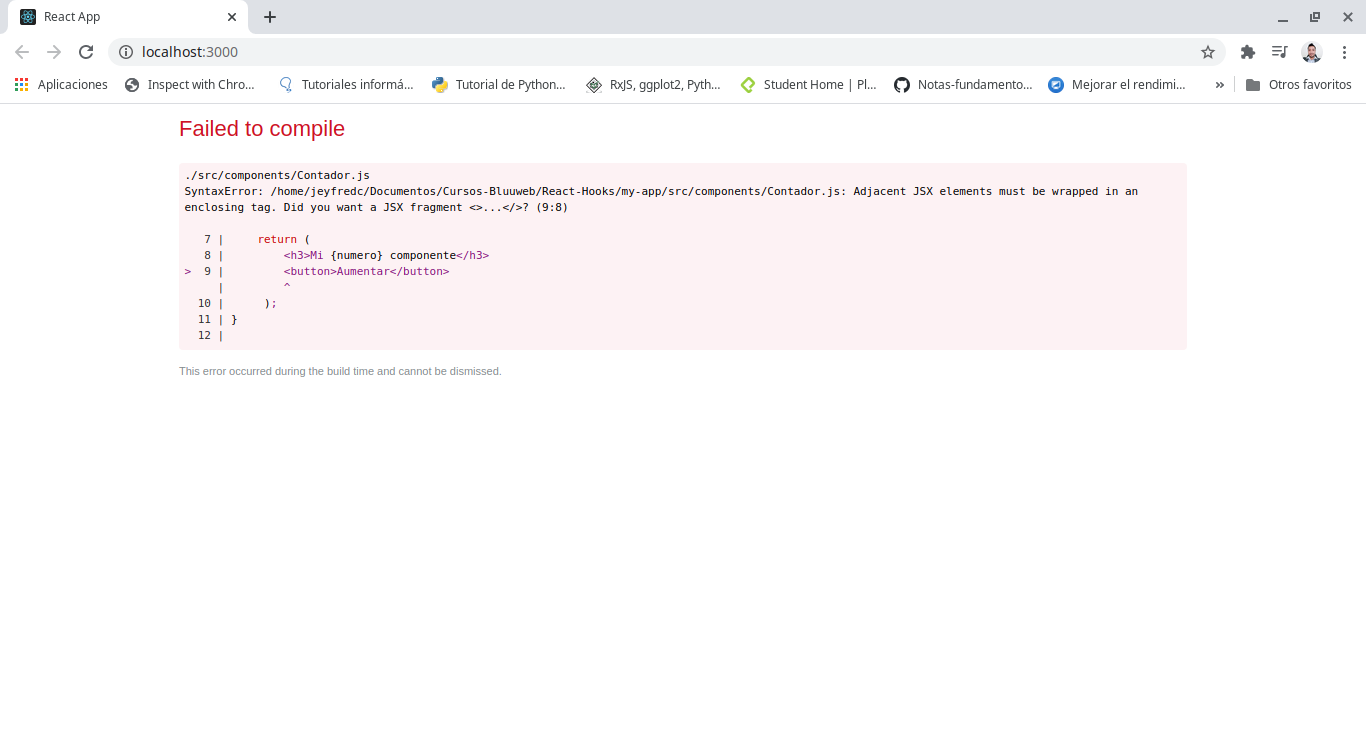 React App
localhost:3000
Aplicaciones
Inspect with Chro...
Tutoriales informá...
Tutorial de Python...
RxJS, ggplot2, Pyth...
Student Home | Pl...
Notas-fundamento...
Mejorar el rendimi...
»
Otros favoritos
Failed to compile
./src/components/Contador.js
SyntaxError: /home/jeyfredc/Documentos/Cursos-Bluuweb/React-Hooks/my-app/src/components/Contador.js: Adjacent JSX elements must be wrapped in an
enclosing tag. Did you want a JSX fragment <>...</>? (9:8)
   7 |     return (
   8 |         <h3>Mi {numero} componente</h3>
>  9 |         <button>Aumentar</button>
     |         ^
  10 |      );
  11 | }
  12 |
This error occurred during the build time and cannot be dismissed.